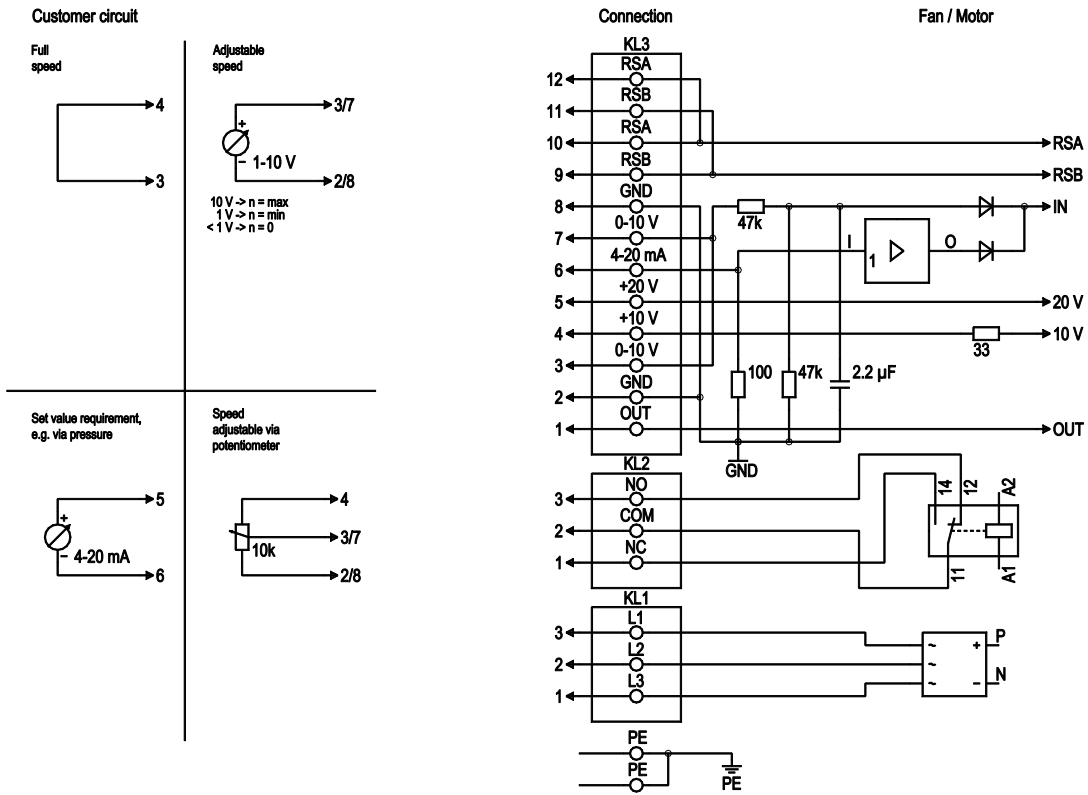 Customer circuit
Connection
Fan / Motor
Full
speed
4
3
Adjustable
speed
3/7
+
1-10 V
−
2/8
10 V -> n = max
1 V -> n = min
< 1 V -> n = 0
Set value requirement,
e.g. via pressure
5
+
4-20 mA
−
6
Speed
adjustable via
potentiometer
4
3/7
10k
2/8
KL3
12 RSA
11 RSB
10 RSA
9 RSB
8 GND
7 0-10 V
6 4-20 mA
5 +20 V
4 +10 V
3 0-10 V
2 GND
1 OUT
RSA
RSB
IN
47k
I
1
O
20 V
10 V
33
100
47k
2.2 µF
OUT
GND
KL2
3 NO
2 COM
1 NC
14
12
A2
11
A1
KL1
3 L1
2 L2
1 L3
~ + P
~
~ − N
PE
PE
PE